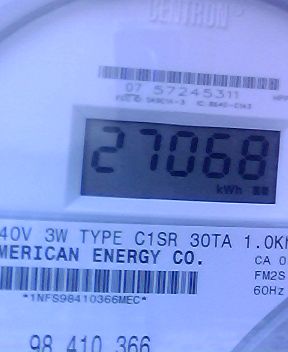 CENTRON®
07 57245311
27068
kWh
40V 3W TYPE C1SR 30TA 1.0Kh
MERICAN ENERGY CO.
CA 0
FM2S
60Hz
*1NFS98410366MEC*
98 410 366